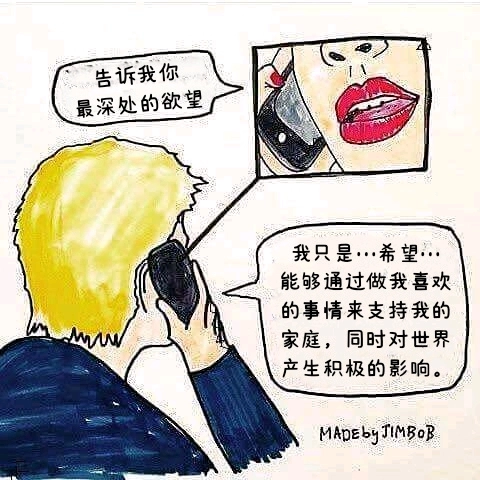 告诉我你
最深处的欲望
我只是…希望…
能够通过做我喜欢
的事情来支持我的
家庭，同时对世界
产生积极的影响。
MADEbyJIMBOB